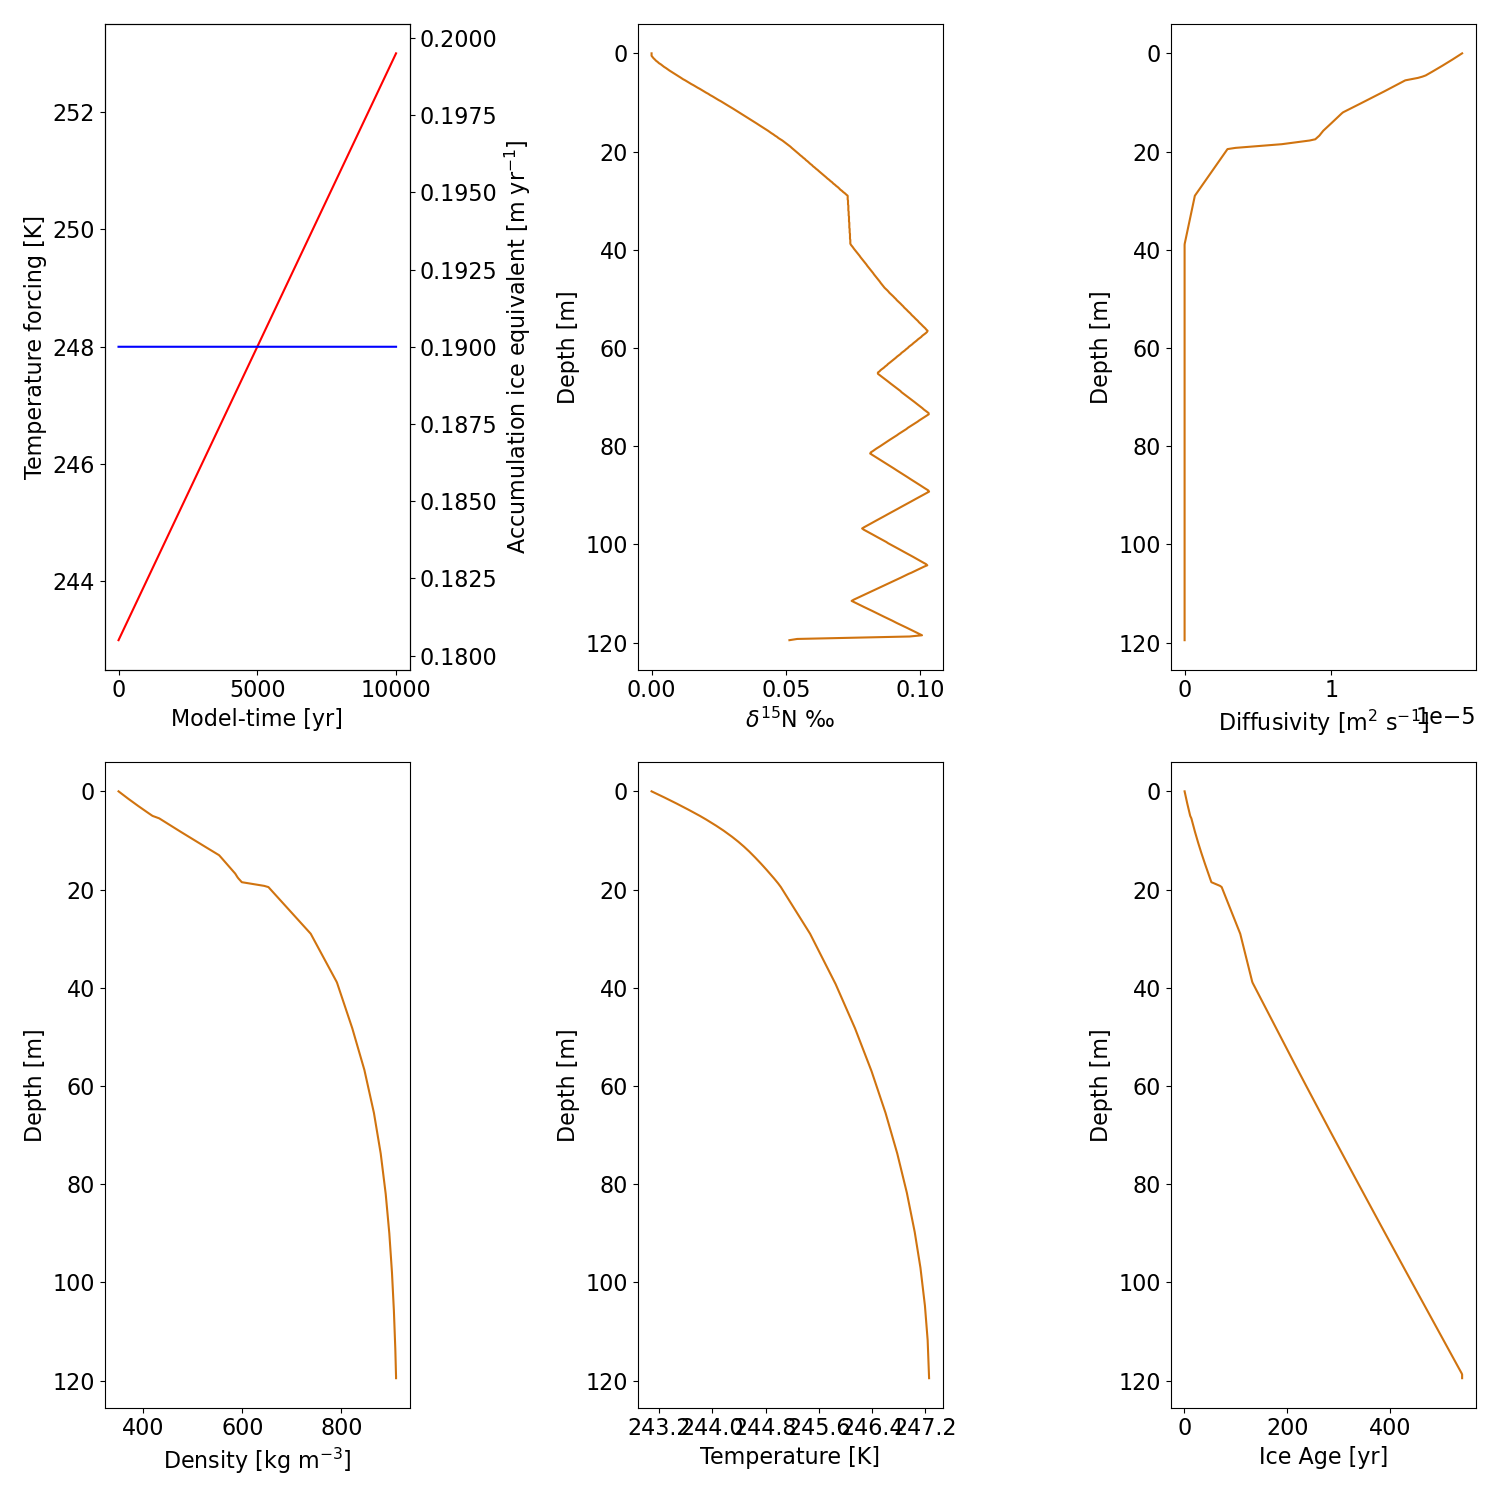 Temperature forcing [K]
252
250
248
246
244
0.2000
0.1975
0.1950
0.1925
0.1900
0.1875
0.1850
0.1825
0.1800
Accumulation ice equivalent [m yr⁻¹]
0 5000 10000
Model-time [yr]
Depth [m]
0
20
40
60
80
100
120
0.00 0.05 0.10
δ¹⁵N ‰
Depth [m]
0
20
40
60
80
100
120
0 1
1e−5
Diffusivity [m² s⁻¹]
Depth [m]
0
20
40
60
80
100
120
400 600 800
Density [kg m⁻³]
Depth [m]
0
20
40
60
80
100
120
243.2 244.0 244.8 245.6 246.4 247.2
Temperature [K]
Depth [m]
0
20
40
60
80
100
120
0 200 400
Ice Age [yr]